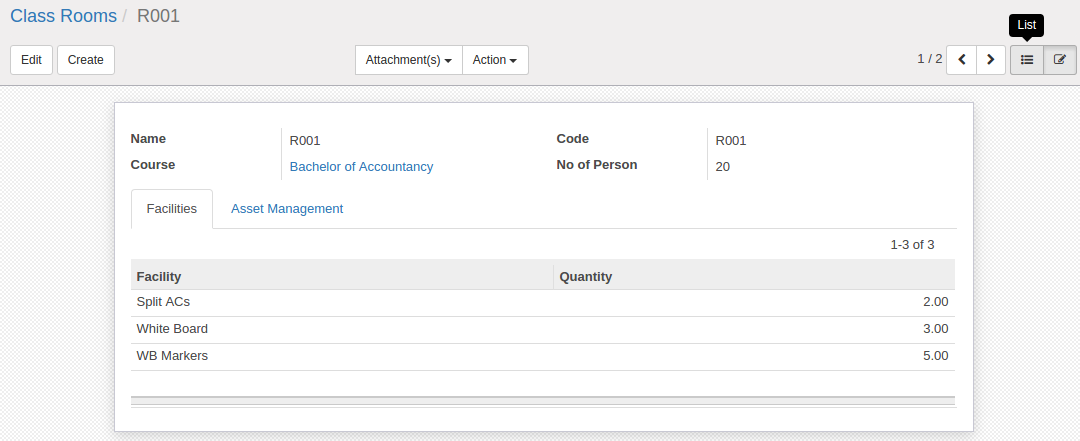 Class Rooms / R001
List
Edit Create Attachment(s) Action 1 / 2
Name R001 Code R001
Course Bachelor of Accountancy No of Person 20
Facilities Asset Management
1-3 of 3
Facility Quantity
Split ACs 2.00
White Board 3.00
WB Markers 5.00